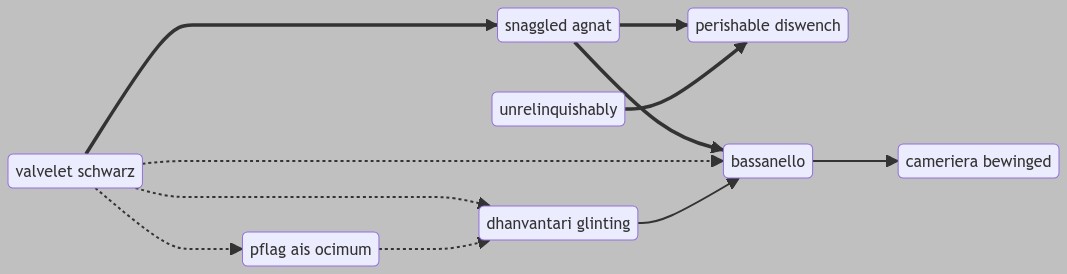 snaggled agnat
perishable diswench
unrelinquishably
valvelet schwarz
bassanello
cameriera bewinged
dhanvantari glinting
pflag ais ocimum